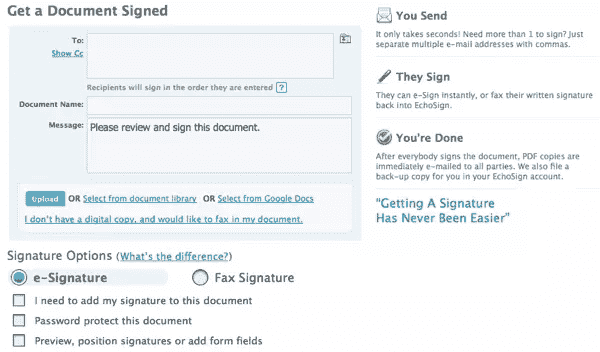 Get a Document Signed
To:
Show Cc
Recipients will sign in the order they are entered ?
Document Name:
Message: Please review and sign this document.
Upload OR Select from document library OR Select from Google Docs
I don't have a digital copy, and would like to fax in my document.
Signature Options (What's the difference?)
e-Signature Fax Signature
I need to add my signature to this document
Password protect this document
Preview, position signatures or add form fields
You Send
It only takes seconds! Need more than 1 to sign? Just
separate multiple e-mail addresses with commas.
They Sign
They can e-Sign instantly, or fax their written signature
back into EchoSign.
You're Done
After everybody signs the document, PDF copies are
immediately e-mailed to all parties. We also file a
back-up copy for you in your EchoSign account.
"Getting A Signature
Has Never Been Easier"